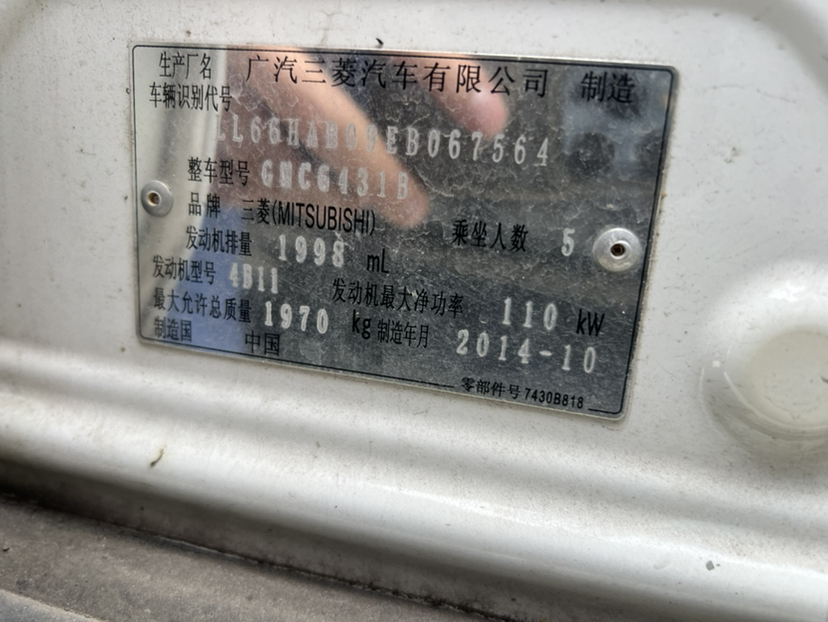 生产厂名 广汽三菱汽车有限公司 制造
车辆识别代号
LL66HAB09EB067564
整车型号 GMC6431B
品牌 三菱(MITSUBISHI) 乘坐人数 5
发动机排量 1998 mL
发动机型号 4B11 发动机最大净功率 110 kW
最大允许总质量 1970 kg 制造年月 2014-10
制造国 中国
零部件号 7430B818